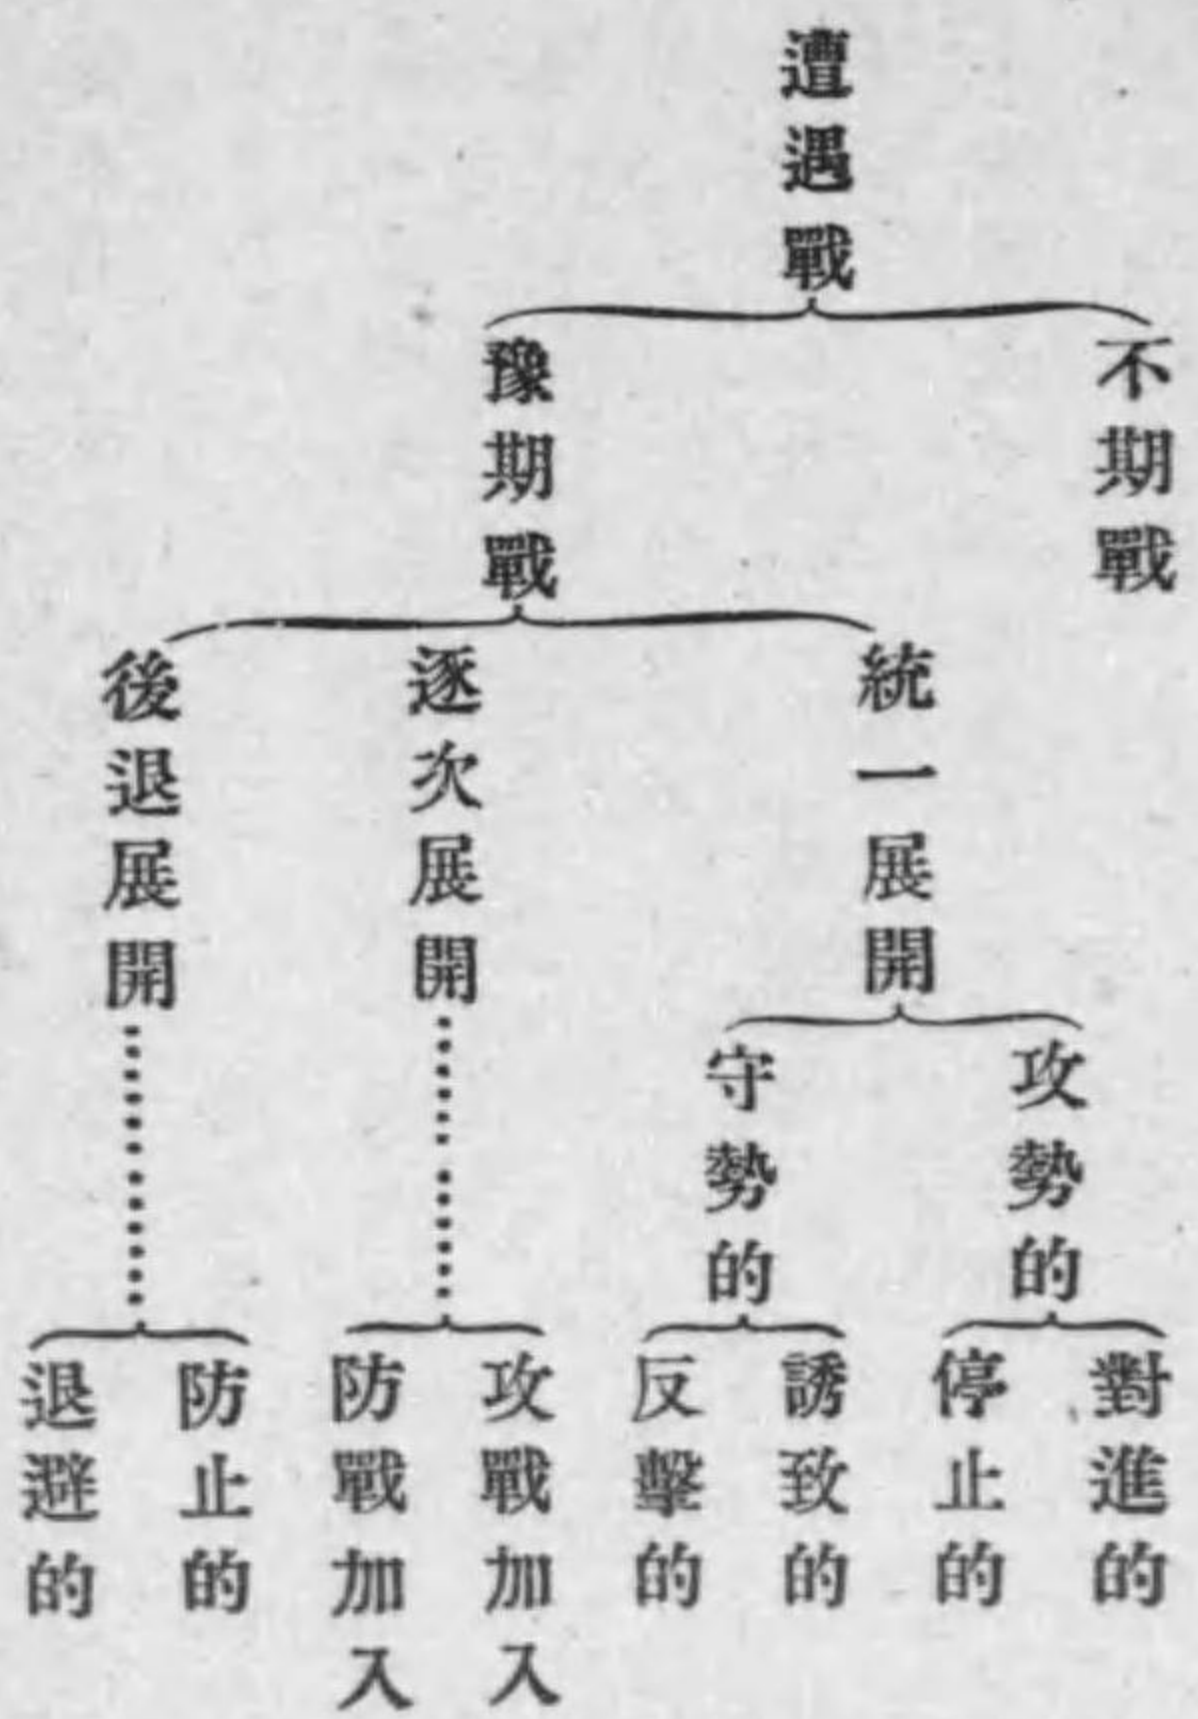 遭遇戰
不期戰
豫期戰
統一展開
攻勢的
對進的
停止的
守勢的
誘致的
反擊的
逐次展開
攻戰加入
防戰加入
後退展開
防止的
退避的